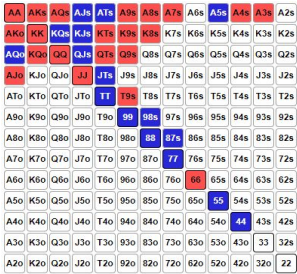 AA AKs AQs AJs ATs A9s A8s A7s A6s A5s A4s A3s A2s
AKo KK KQs KJs KTs K9s K8s K7s K6s K5s K4s K3s K2s
AQo KQo QQ QJs QTs Q9s Q8s Q7s Q6s Q5s Q4s Q3s Q2s
AJo KJo QJo JJ JTs J9s J8s J7s J6s J5s J4s J3s J2s
ATo KTo QTo JTo TT T9s T8s T7s T6s T5s T4s T3s T2s
A9o K9o Q9o J9o T9o 99 98s 97s 96s 95s 94s 93s 92s
A8o K8o Q8o J8o T8o 98o 88 87s 86s 85s 84s 83s 82s
A7o K7o Q7o J7o T7o 97o 87o 77 76s 75s 74s 73s 72s
A6o K6o Q6o J6o T6o 96o 86o 76o 66 65s 64s 63s 62s
A5o K5o Q5o J5o T5o 95o 85o 75o 65o 55 54s 53s 52s
A4o K4o Q4o J4o T4o 94o 84o 74o 64o 54o 44 43s 42s
A3o K3o Q3o J3o T3o 93o 83o 73o 63o 53o 43o 33 32s
A2o K2o Q2o J2o T2o 92o 82o 72o 62o 52o 42o 32o 22